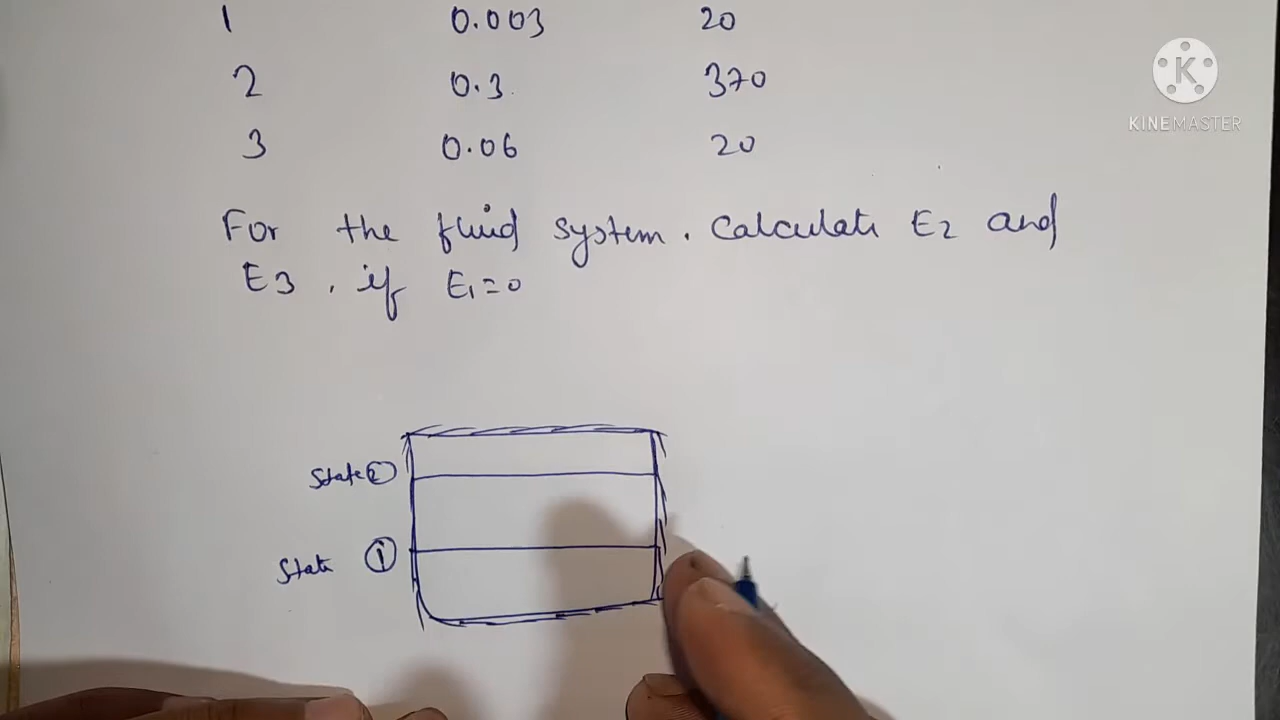 1 0.003 20
2 0.3 370
3 0.06 20
For the fluid system. Calculate E2 and
E3, if E1=0
State ②
State ①
K
KINEMASTER